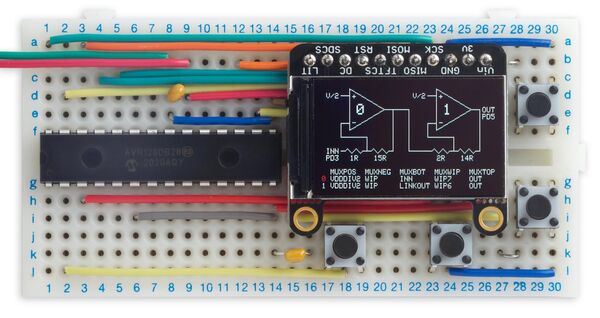 1 2 3 4 5 6 7 8 9 10 11 12 13 14 15 16 17 18 19 20 21 22 23 24 25 26 27 28 29 30
a
b
c
d
e
f
g
h
i
j
k
l
a
b
c
d
e
f
g
h
i
j
k
l
LIT SDCS DC RST TFTCS MOSI MISO SCK GND 3V Vin
AVR128DB28
2020AQ7
V/2 0 V/2 1 OUT
PD5
INN
PD3 1R 15R 2R 14R
MUXPOS MUXNEG MUXBOT MUXWIP MUXTOP
0 VDDDIV2 WIP INN WIP7 OUT
1 VDDDIV2 WIP LINKOUT WIP6 OUT
1 2 3 4 5 6 7 8 9 10 11 12 13 14 15 16 17 18 19 20 21 22 23 24 25 26 27 28 29 30